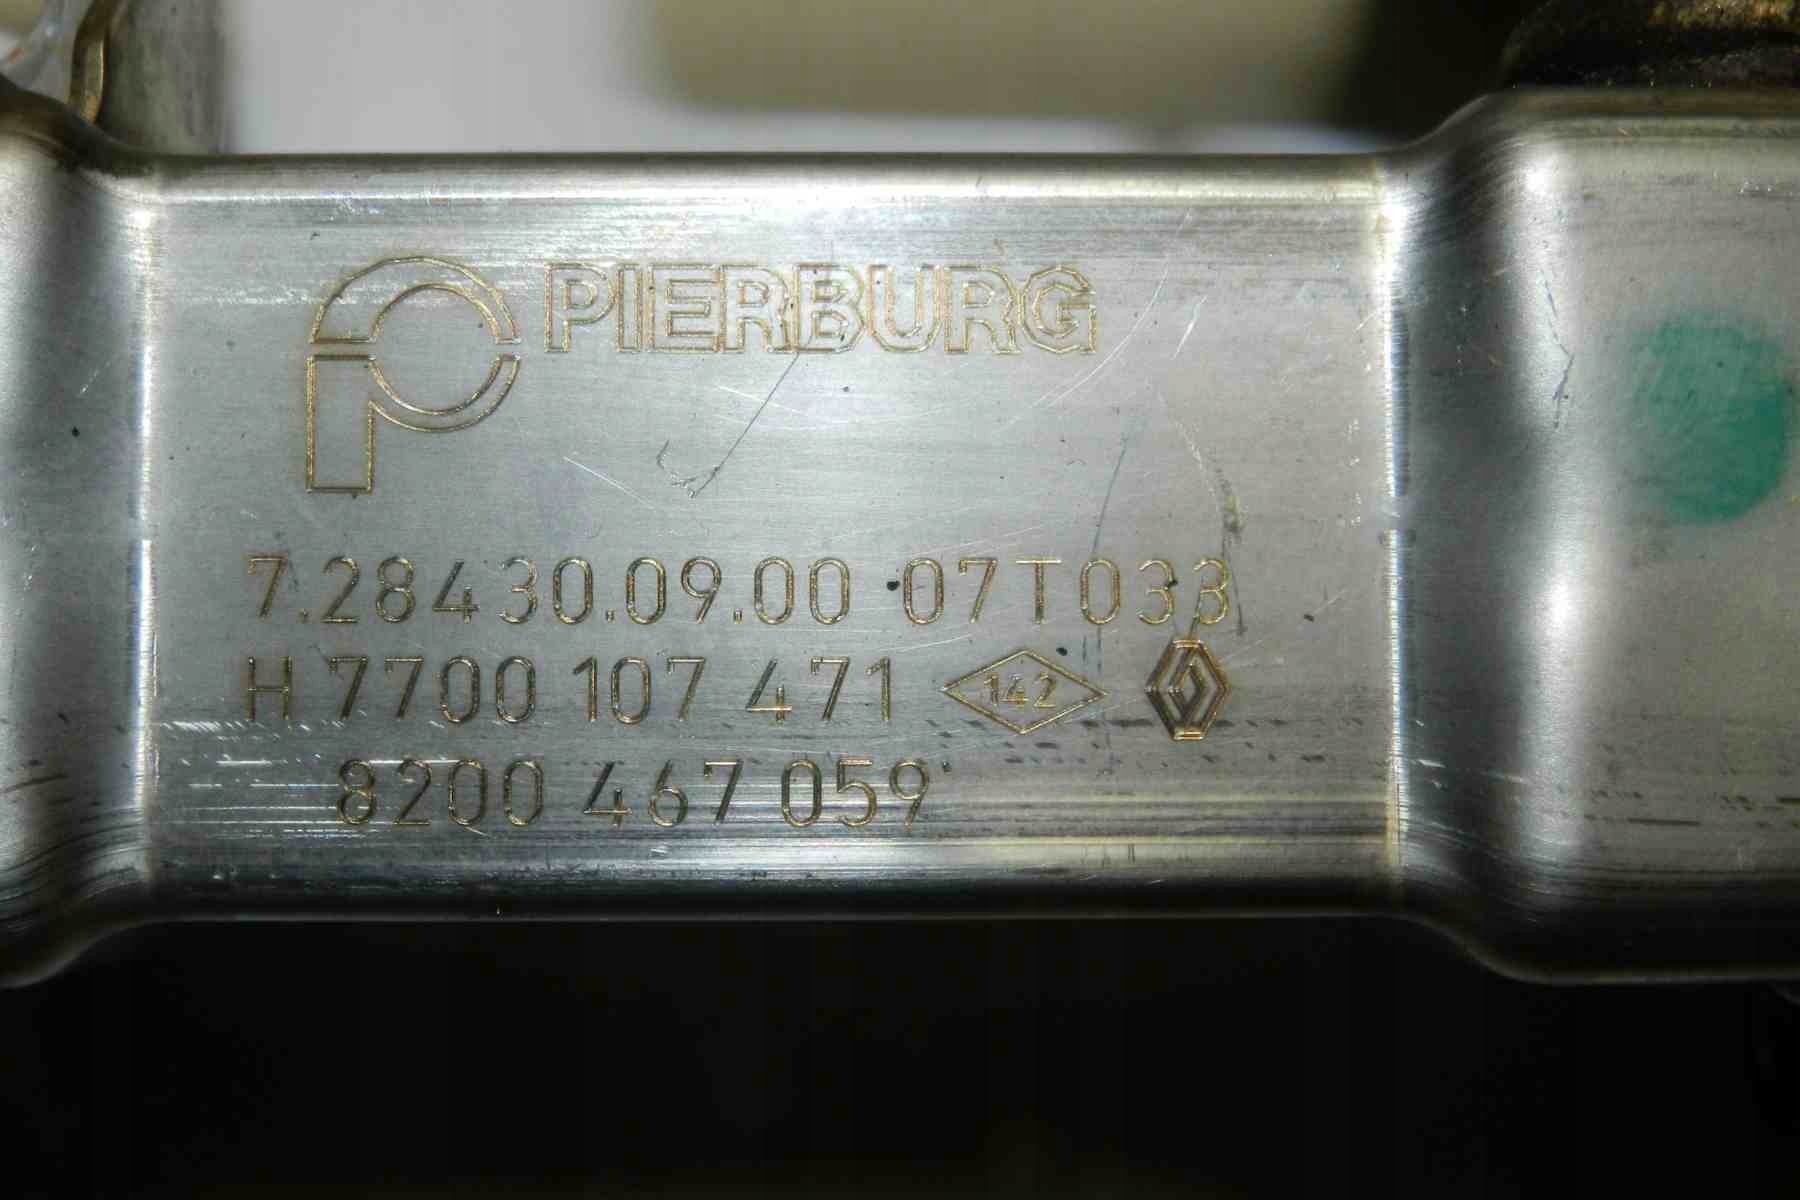 PIERBURG
7.28430.09.00 07T033
H 7700 107 471 142
8200 467 059